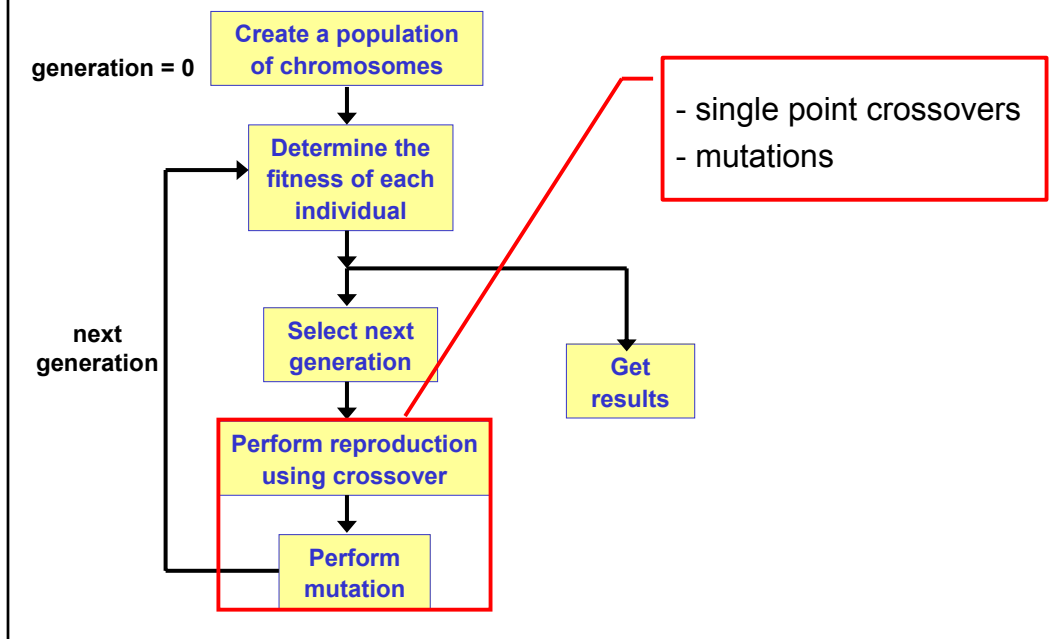 Create a population
of chromosomes
generation = 0
- single point crossovers
- mutations
Determine the
fitness of each
individual
next
generation
Select next
generation
Get
results
Perform reproduction
using crossover
Perform
mutation